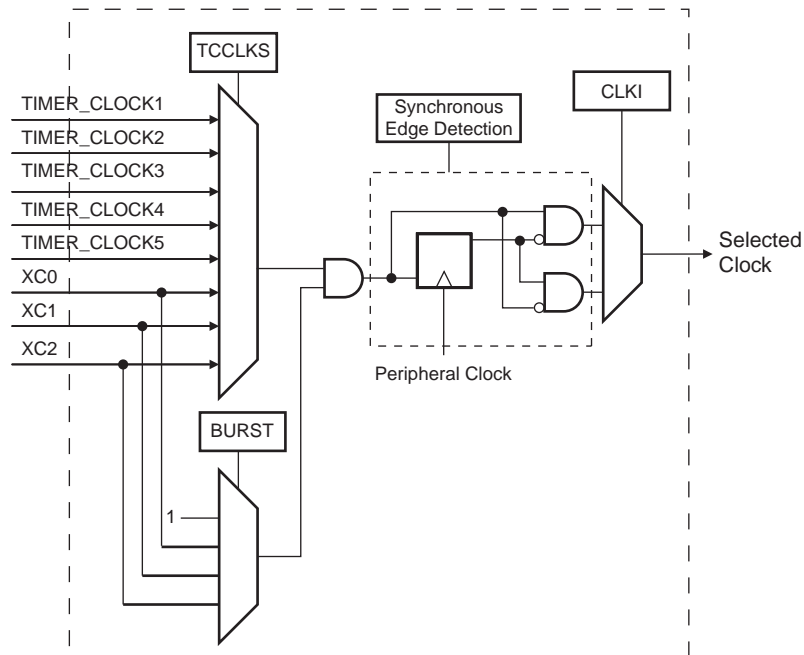 TCCLKS
TIMER_CLOCK1
TIMER_CLOCK2
TIMER_CLOCK3
TIMER_CLOCK4
TIMER_CLOCK5
XC0
XC1
XC2
Synchronous
Edge Detection
CLKI
Selected
Clock
Peripheral Clock
BURST
1